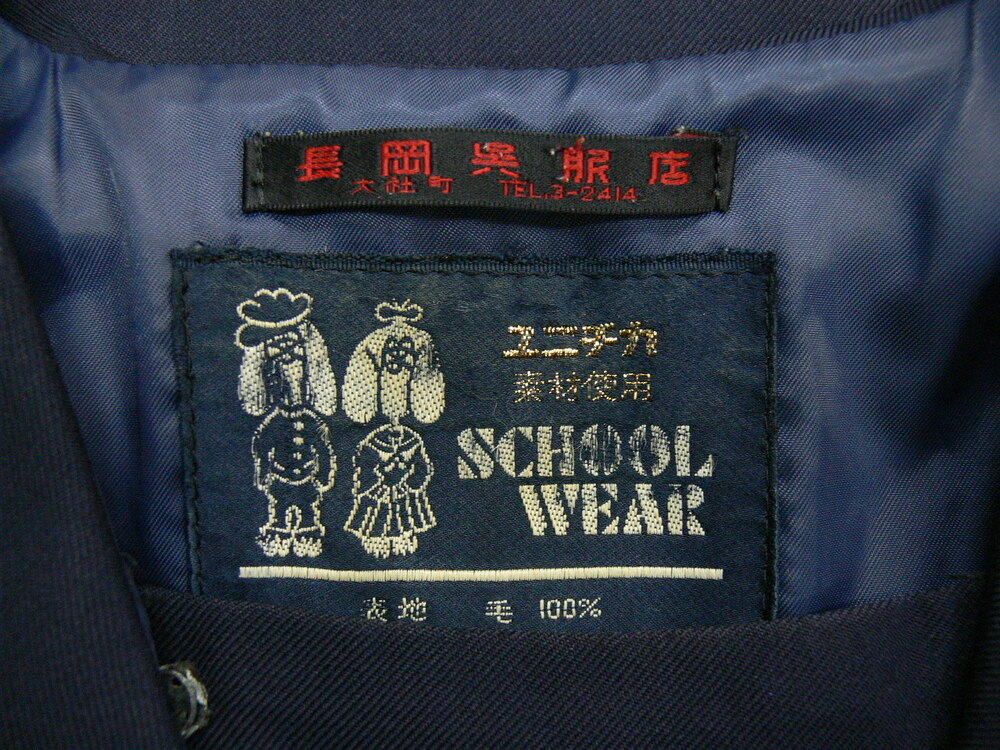 長岡呉服店
大社町 TEL.3-2414
ユニチカ
素材使用
SCHOOL
WEAR
表地 毛 100%